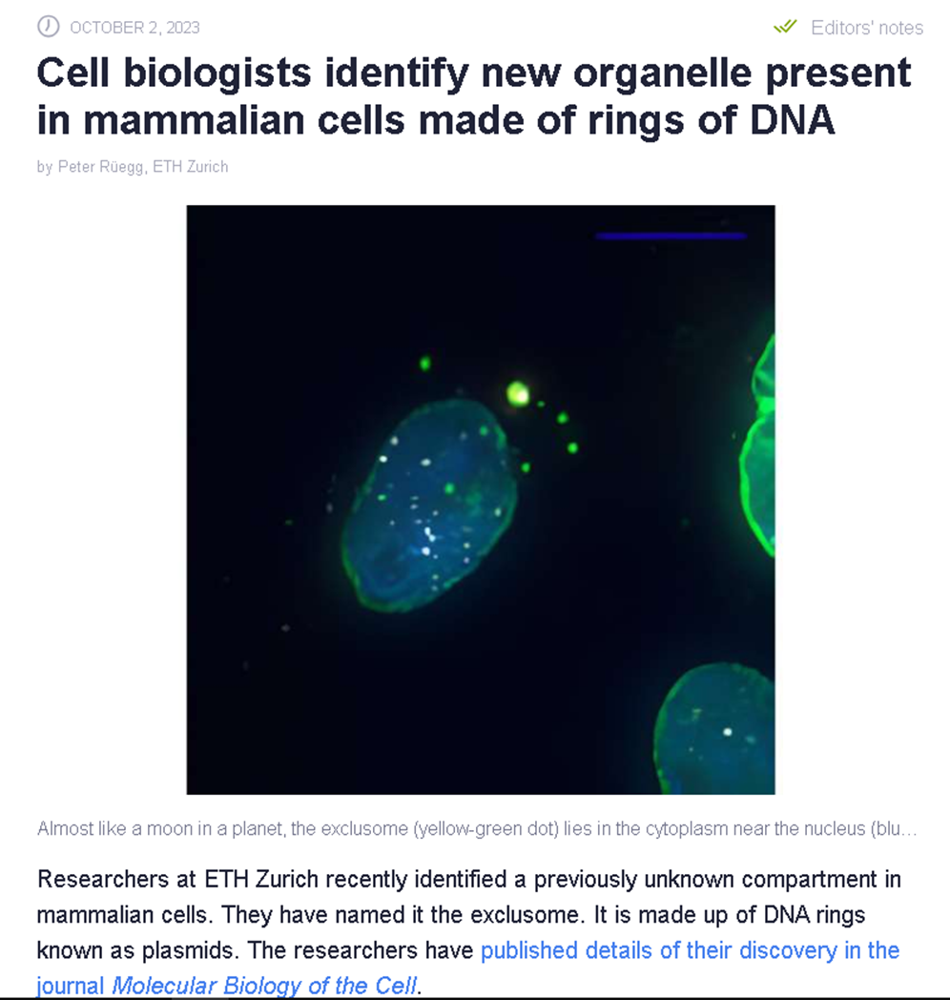 OCTOBER 2, 2023
Editors' notes
Cell biologists identify new organelle present
in mammalian cells made of rings of DNA
by Peter Rüegg, ETH Zurich
Almost like a moon in a planet, the exclusome (yellow-green dot) lies in the cytoplasm near the nucleus (blu…
Researchers at ETH Zurich recently identified a previously unknown compartment in
mammalian cells. They have named it the exclusome. It is made up of DNA rings
known as plasmids. The researchers have published details of their discovery in the
journal Molecular Biology of the Cell.